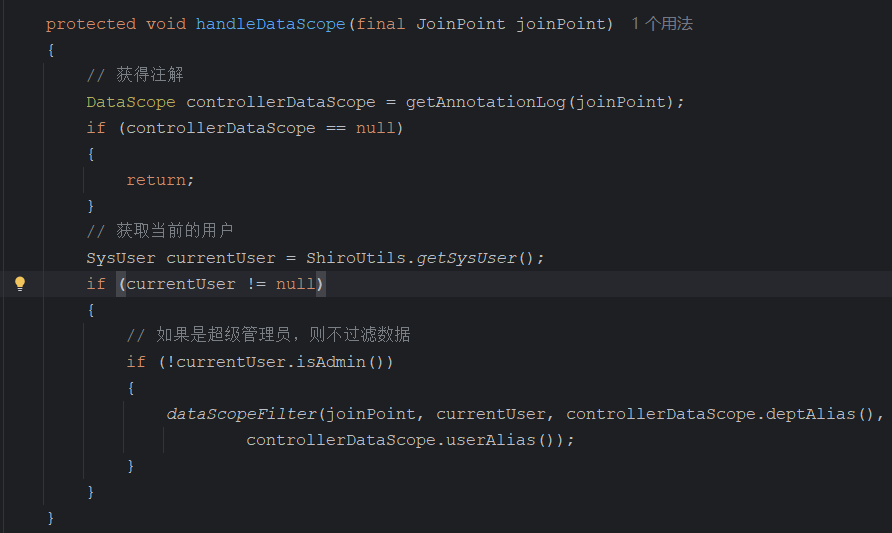 protected void handleDataScope(final JoinPoint joinPoint) 1 个用法
{
// 获得注解
DataScope controllerDataScope = getAnnotationLog(joinPoint);
if (controllerDataScope == null)
{
return;
}
// 获取当前的用户
SysUser currentUser = ShiroUtils.getSysUser();
if (currentUser != null)
{
// 如果是超级管理员，则不过滤数据
if (!currentUser.isAdmin())
{
dataScopeFilter(joinPoint, currentUser, controllerDataScope.deptAlias(),
controllerDataScope.userAlias());
}
}
}